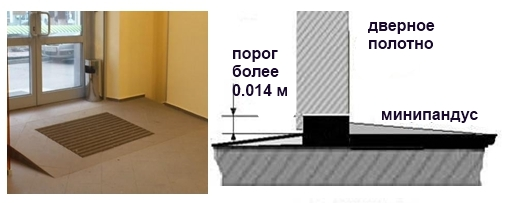 дверное
полотно
порог
более
0.014 м
минипандус